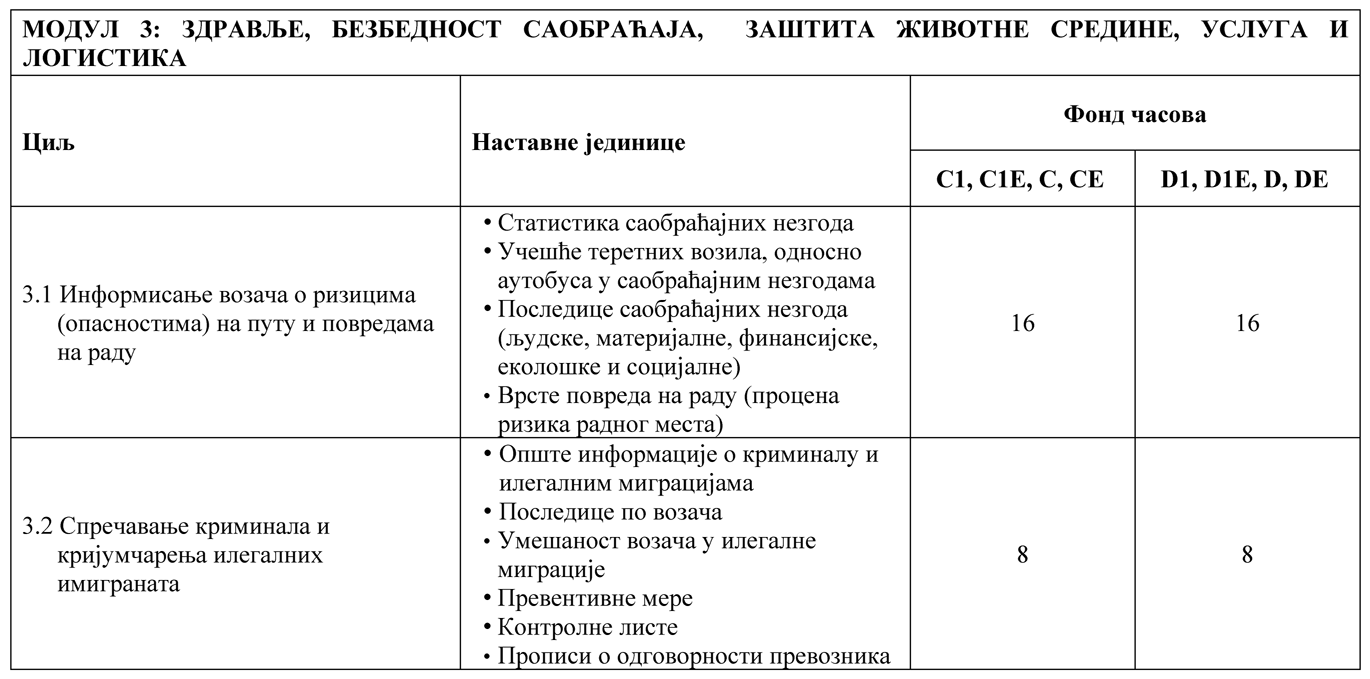 МОДУЛ 3: ЗДРАВЉЕ, БЕЗБЕДНОСТ САОБРАЋАЈА, ЗАШТИТА ЖИВОТНЕ СРЕДИНЕ, УСЛУГА И
ЛОГИСТИКА
Циљ
Наставне јединице
Фонд часова
C1, C1E, C, CE
D1, D1E, D, DE
3.1 Информисање возача о ризицима
(опасностима) на путу и повредама
на раду
• Статистика саобраћајних незгода
• Учешће теретних возила, односно
аутобуса у саобраћајним незгодама
• Последице саобраћајних незгода
(људске, материјалне, финансијске,
еколошке и социјалне)
• Врсте повреда на раду (процена
ризика радног места)
16
16
3.2 Спречавање криминала и
кријумчарења илегалних
имиграната
• Опште информације о криминалу и
илегалним миграцијама
• Последице по возача
• Умешаност возача у илегалне
миграције
• Превентивне мере
• Контролне листе
• Прописи о одговорности превозника
8
8